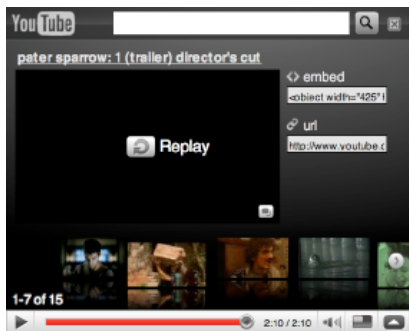 YouTube
pater sparrow: 1 (trailer) director's cut
embed
<object width="425" h
url
http://www.youtube.c
Replay
1-7 of 15
2:10 / 2:10